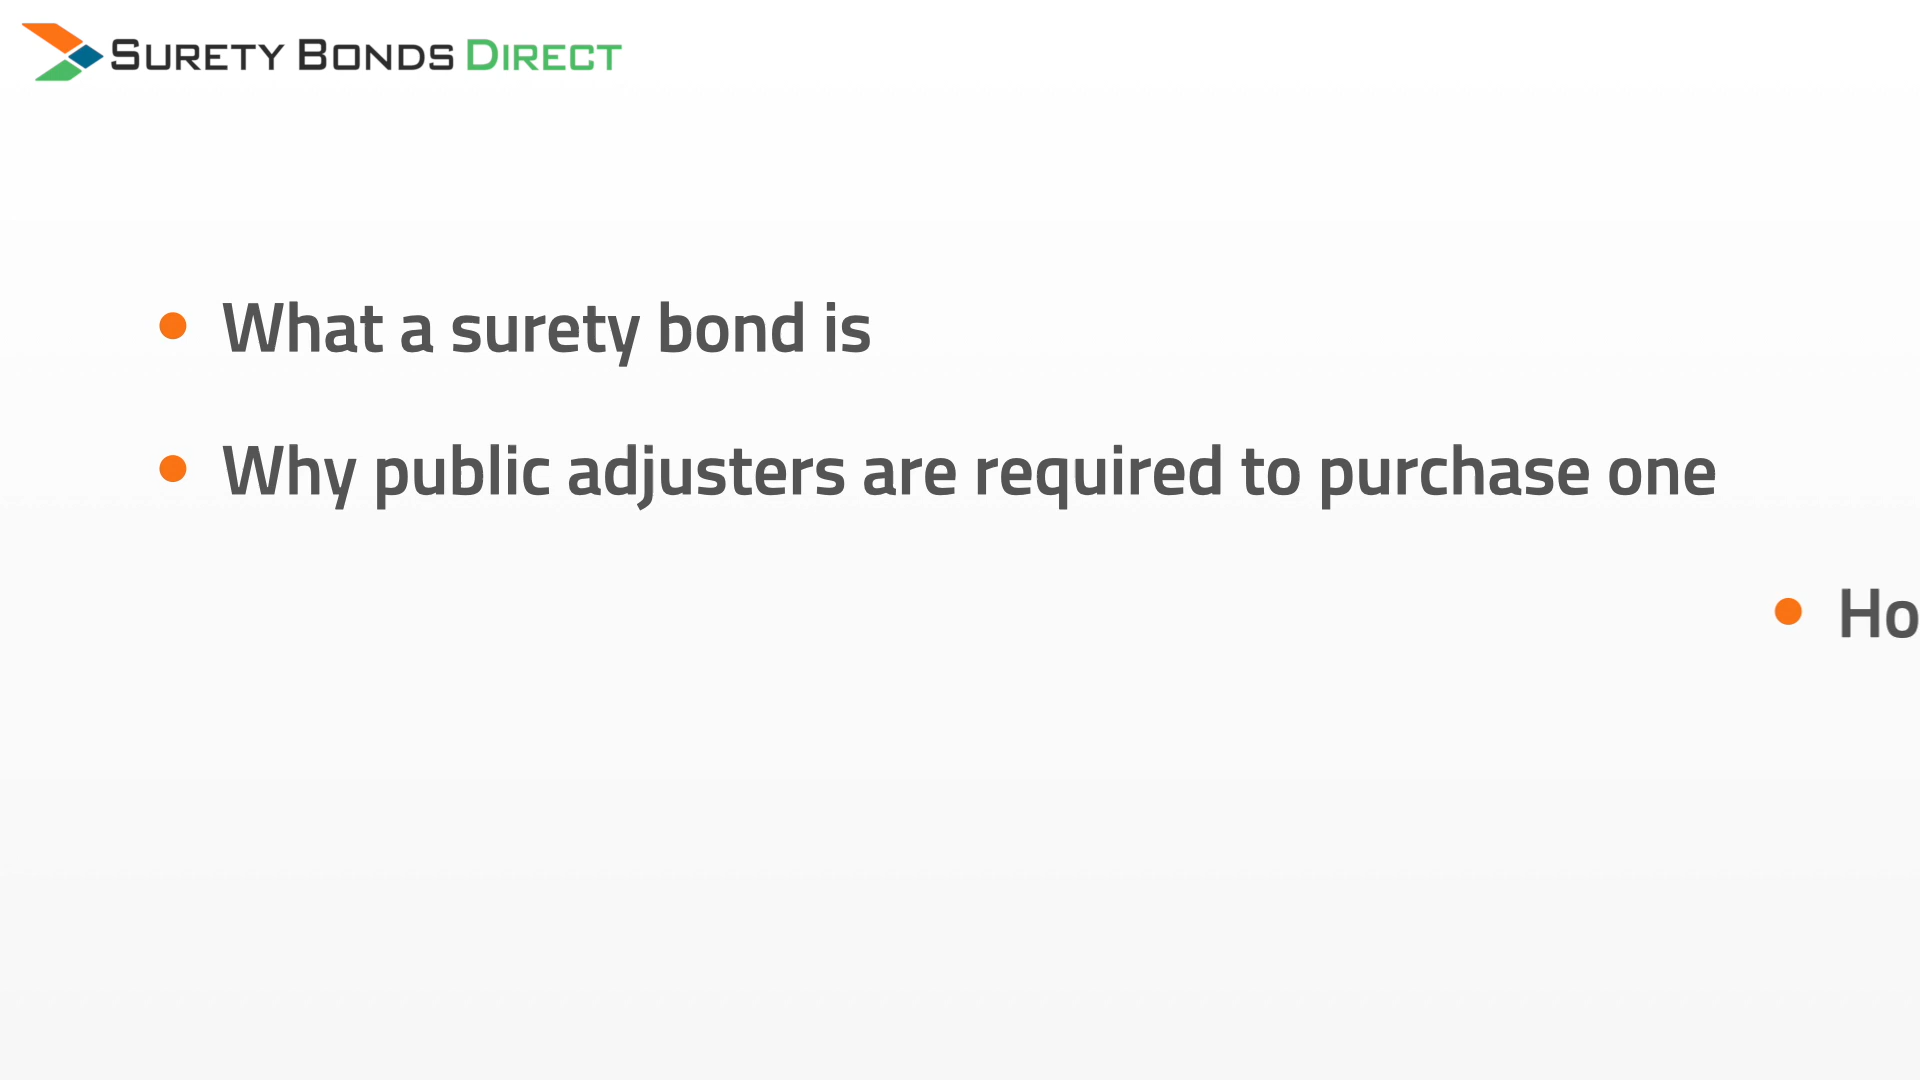 SURETY BONDS DIRECT
What a surety bond is
Why public adjusters are required to purchase one
Ho